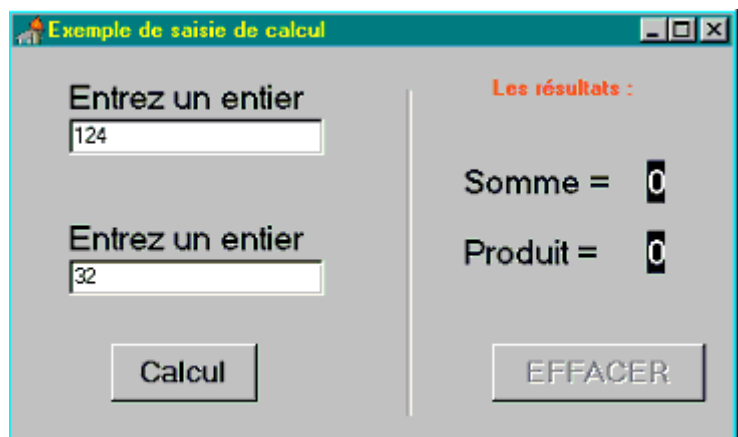 Exemple de saisie de calcul
Entrez un entier
124
Entrez un entier
32
Calcul
Les résultats :
Somme = 0
Produit = 0
EFFACER